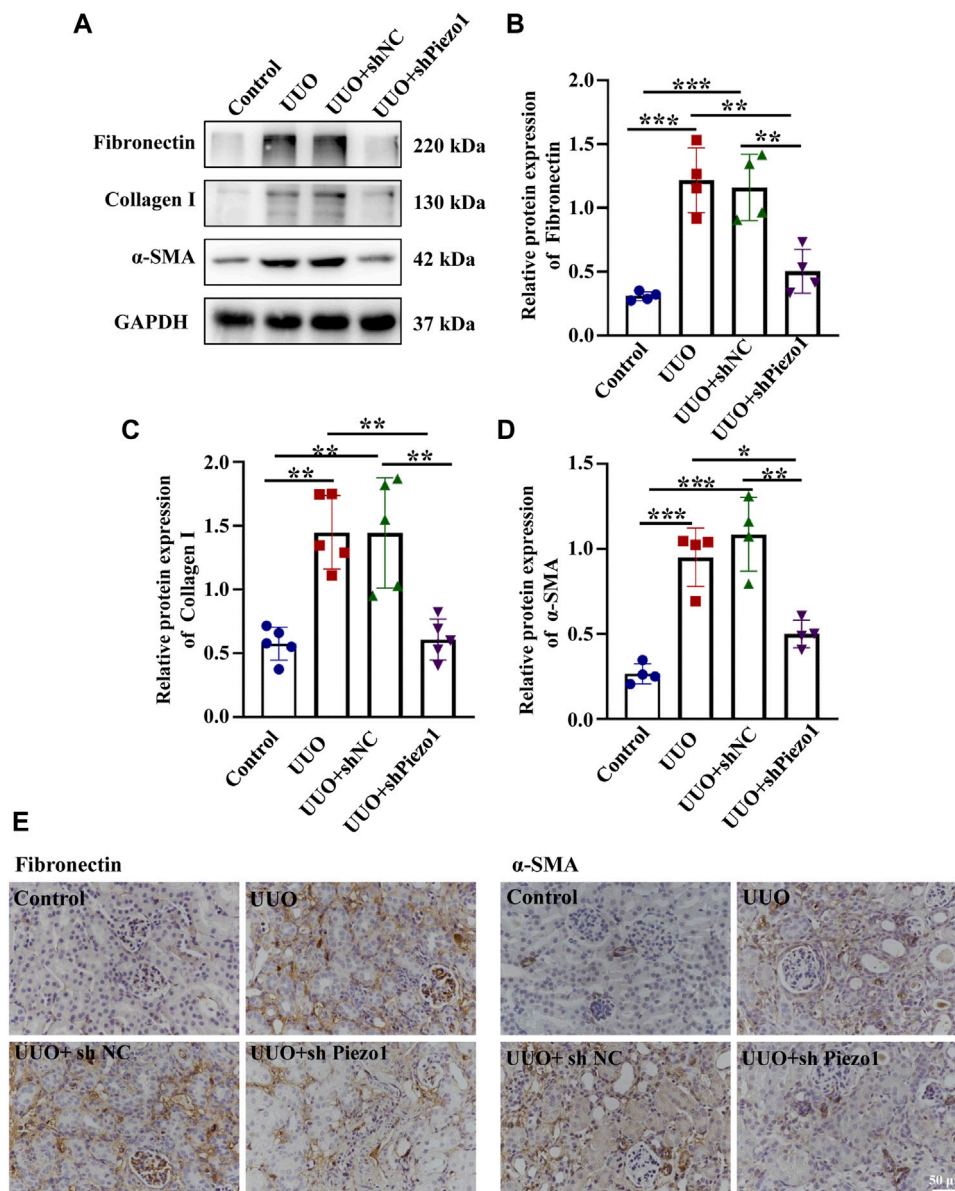 A
Control
UUO
UUO+shNC
UUO+shPiezo1
Fibronectin
220 kDa
Collagen I
130 kDa
α-SMA
42 kDa
GAPDH
37 kDa
B
Relative protein expression
of Fibronectin
2.0
1.5
1.0
0.5
0.0
***
***
**
**
Control
UUO
UUO+shNC
UUO+shPiezo1
C
Relative protein expression
of Collagen I
2.0
1.5
1.0
0.5
0.0
**
**
**
**
Control
UUO
UUO+shNC
UUO+shPiezo1
D
Relative protein expression
of α-SMA
1.5
1.0
0.5
0.0
*
***
**
***
Control
UUO
UUO+shNC
UUO+shPiezo1
E
Fibronectin
Control
UUO
UUO+ sh NC
UUO+sh Piezo1
α-SMA
Control
UUO
UUO+ sh NC
UUO+sh Piezo1
50 μ